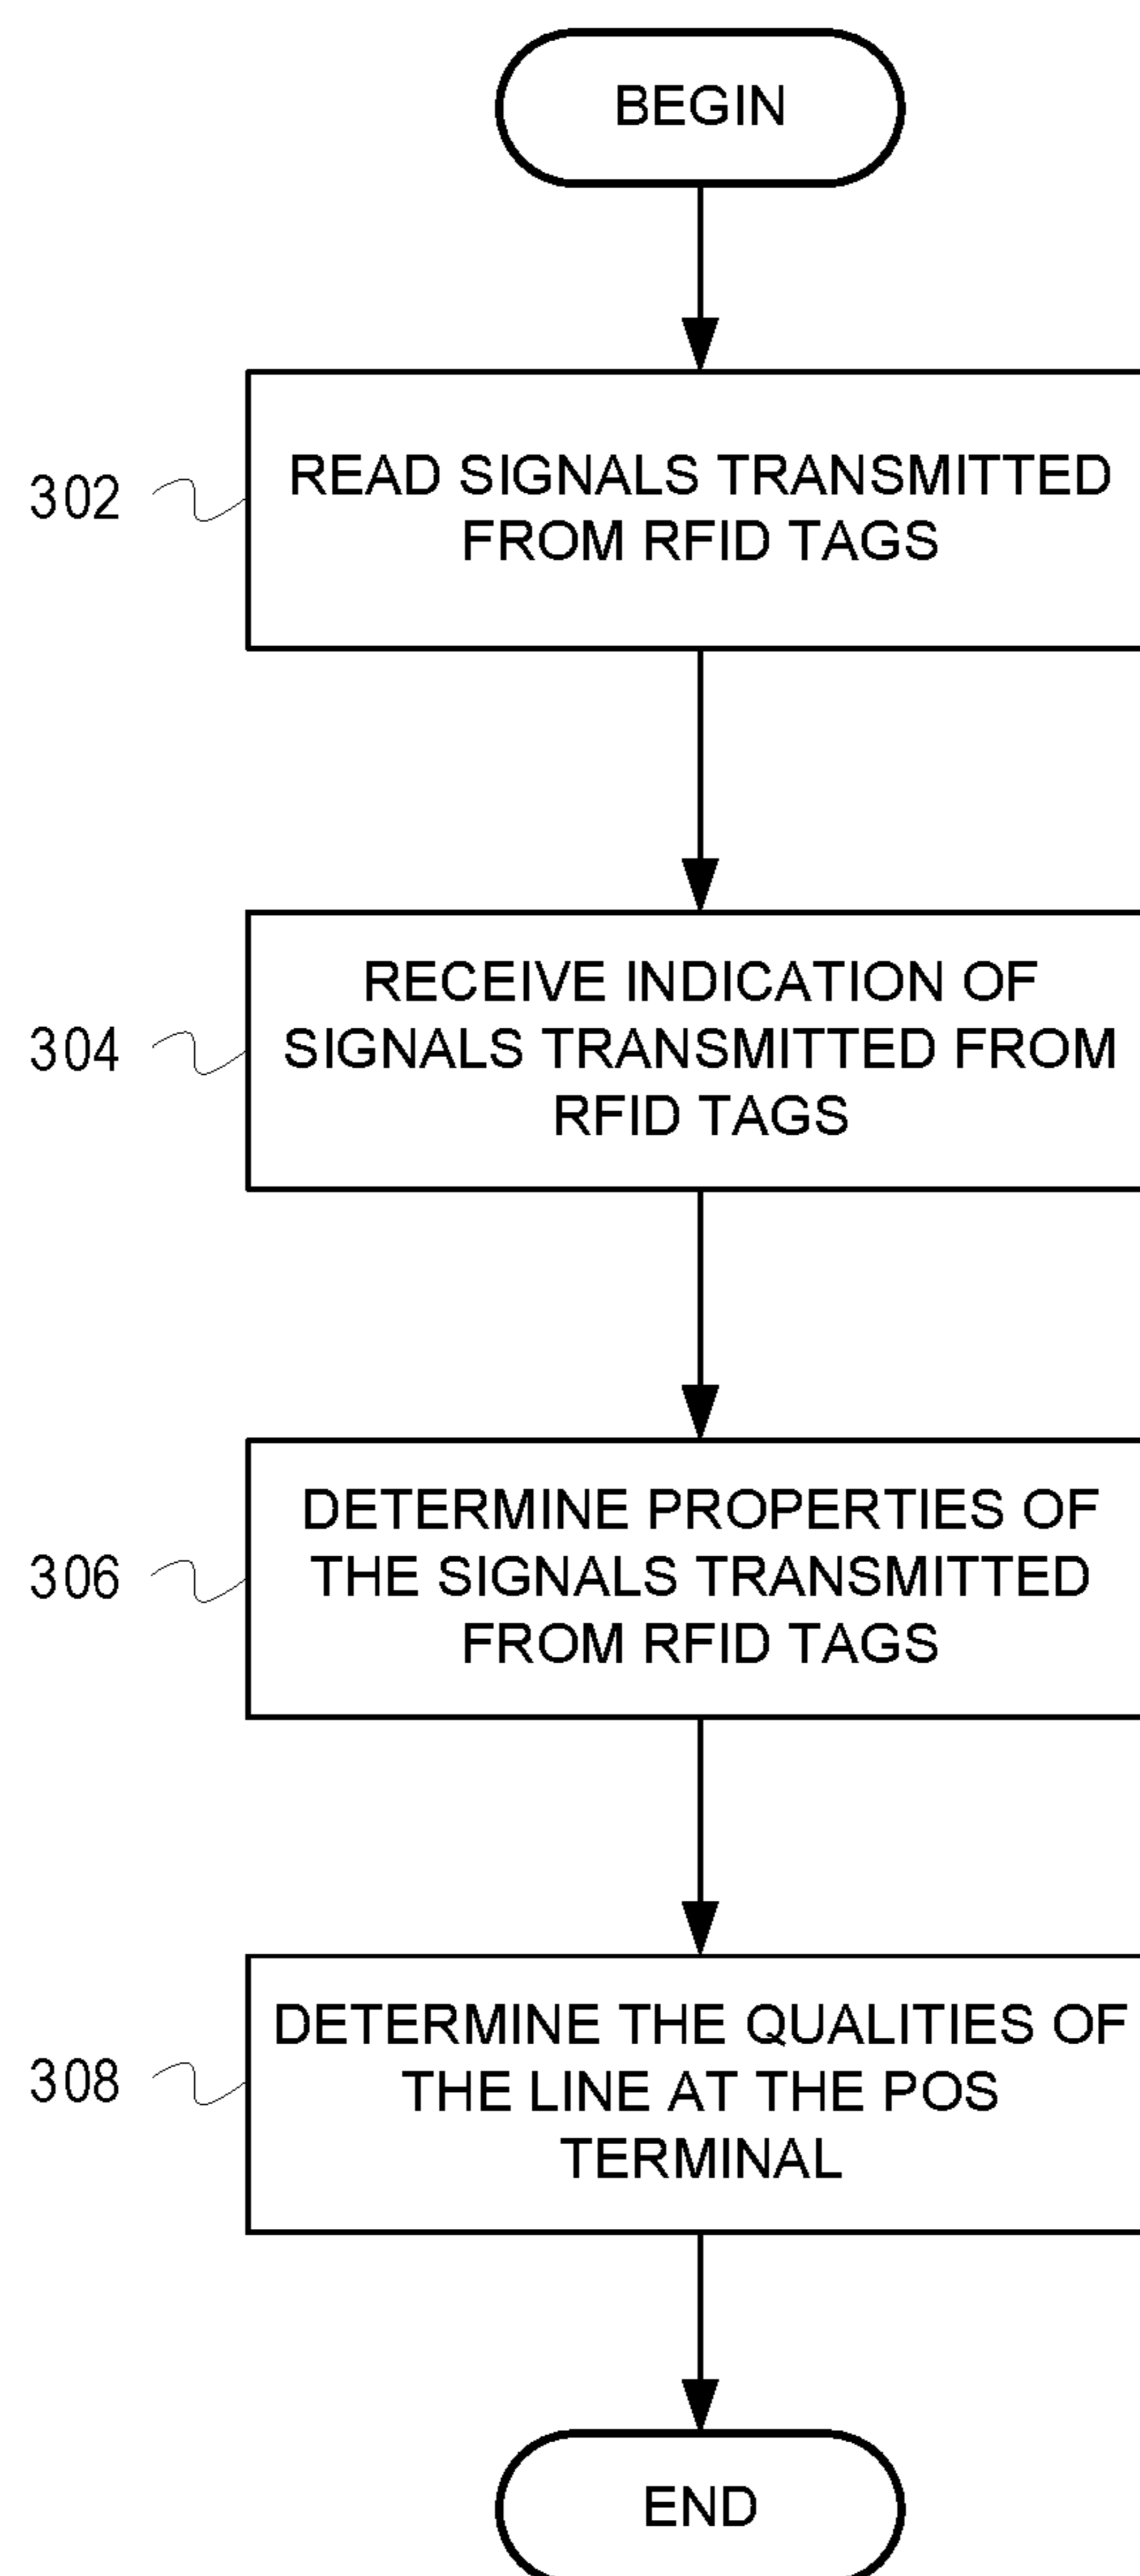 BEGIN
302
READ SIGNALS TRANSMITTED
FROM RFID TAGS
304
RECEIVE INDICATION OF
SIGNALS TRANSMITTED FROM
RFID TAGS
306
DETERMINE PROPERTIES OF
THE SIGNALS TRANSMITTED
FROM RFID TAGS
308
DETERMINE THE QUALITIES OF
THE LINE AT THE POS
TERMINAL
END